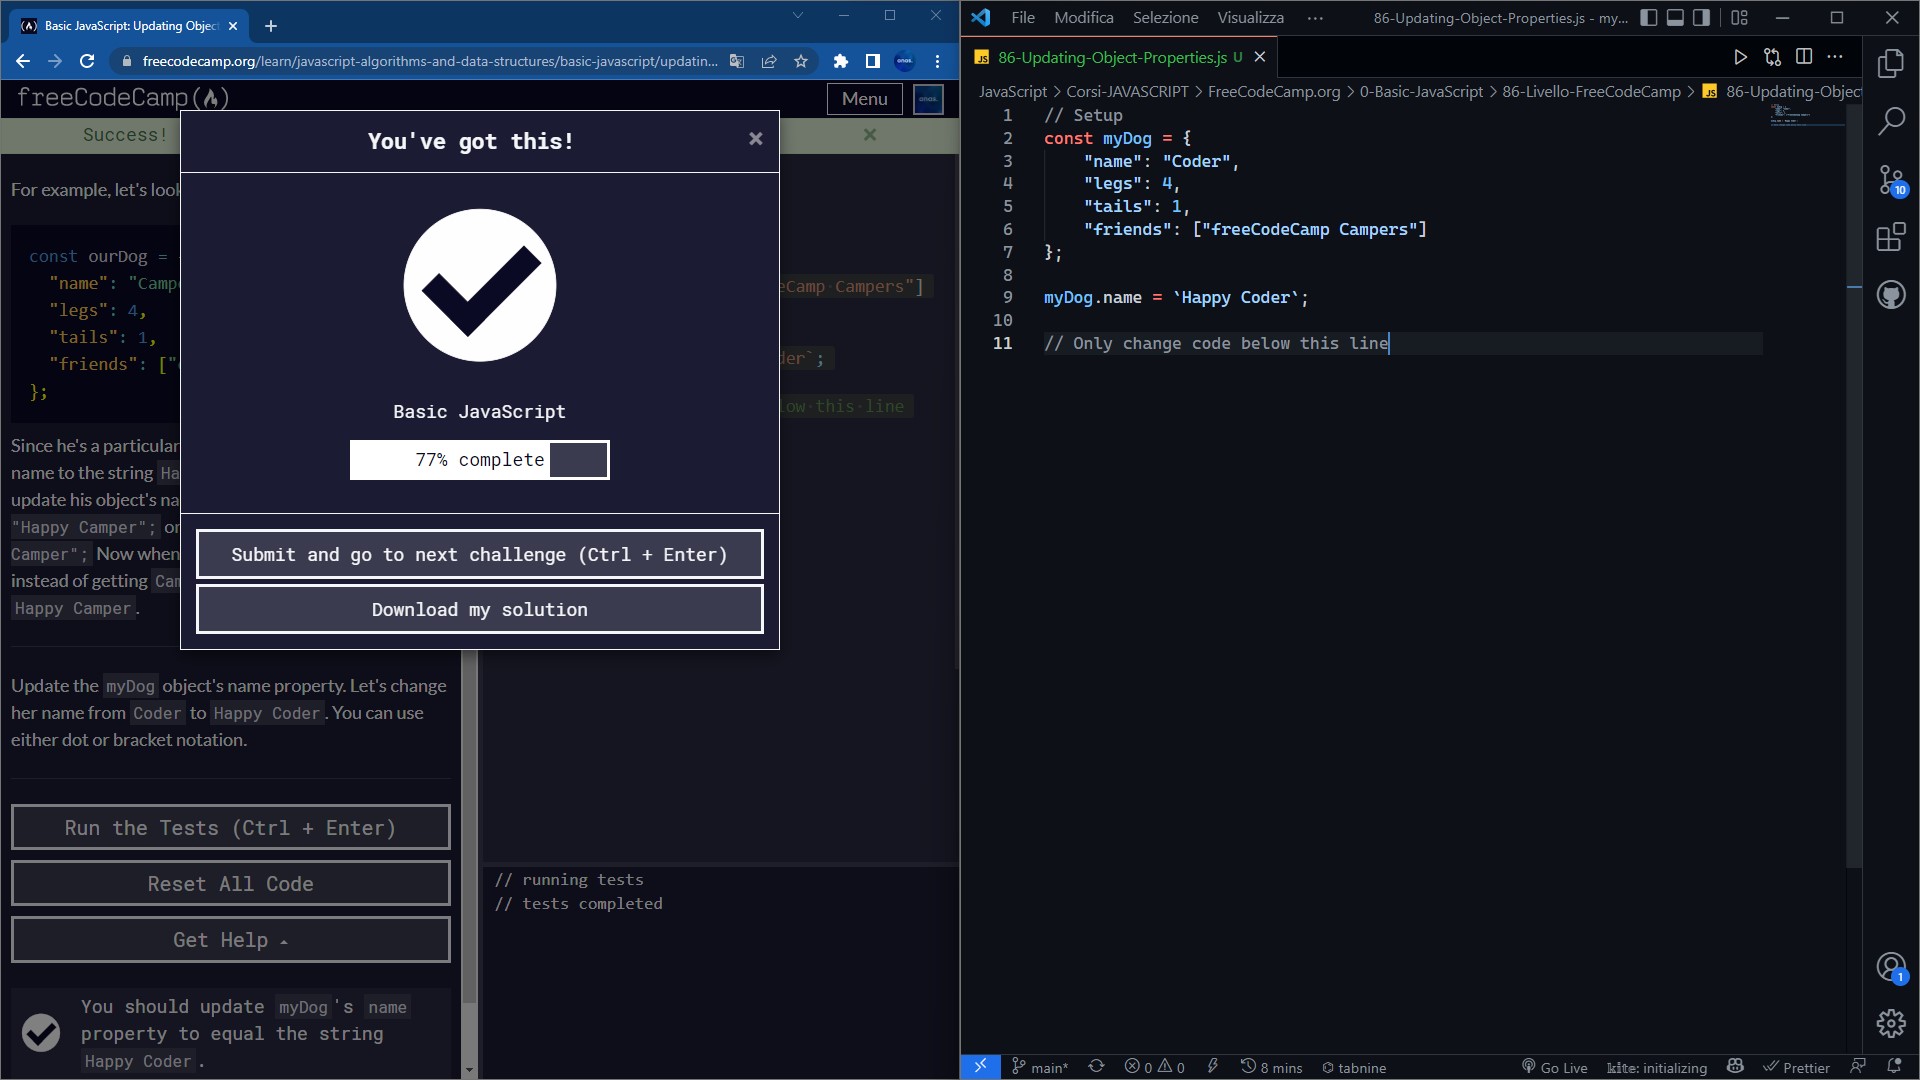 Basic JavaScript: Updating Object
freecodecamp.org/learn/javascript-algorithms-and-data-structures/basic-javascript/updatin...
freeCodeCamp
Menu
Success!
You've got this!
Basic JavaScript
77% complete
Submit and go to next challenge (Ctrl + Enter)
Download my solution
For example, let's look
const ourDog =
"name": "Campe
"legs": 4,
"tails": 1,
"friends": ["
};
Since he's a particular
name to the string Ha
update his object's na
"Happy Camper"; or
Camper"; Now when
instead of getting Cam
Happy Camper.
Update the myDog object's name property. Let's change
her name from Coder to Happy Coder. You can use
either dot or bracket notation.
Run the Tests (Ctrl + Enter)
Reset All Code
Get Help
You should update myDog's name
property to equal the string
Happy Coder.
eCamp Campers"]
der`;
low this line
// running tests
// tests completed
File Modifica Selezione Visualizza ··· 86-Updating-Object-Properties.js - my...
JS 86-Updating-Object-Properties.js U
JavaScript > Corsi-JAVASCRIPT > FreeCodeCamp.org > 0-Basic-JavaScript > 86-Livello-FreeCodeCamp > JS 86-Updating-Objec
1 // Setup
2 const myDog = {
3 "name": "Coder",
4 "legs": 4,
5 "tails": 1,
6 "friends": ["freeCodeCamp Campers"]
7 };
8
9 myDog.name = `Happy Coder`;
10
11 // Only change code below this line
10
1
main* 0 0 8 mins tabnine Go Live kite: initializing Prettier